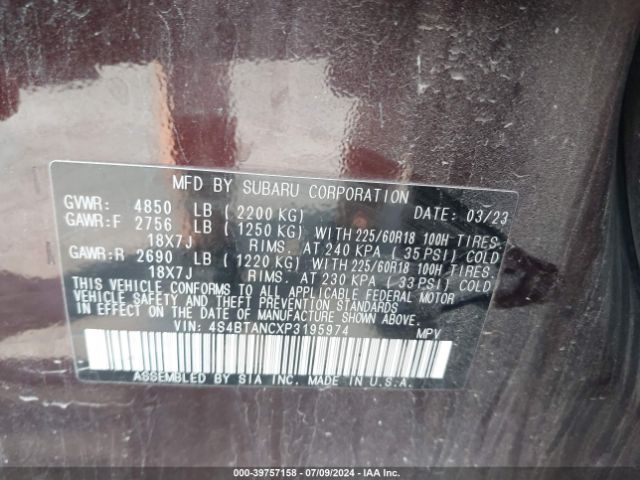 MFD BY SUBARU CORPORATION
GVWR: 4850 LB (2200 KG) DATE: 03/23
GAWR:F 2756 LB (1250 KG) WITH 225/60R18 100H TIRES.
18X7J RIMS. AT 240 KPA (35 PSI) COLD
GAWR:R 2690 LB (1220 KG) WITH 225/60R18 100H TIRES.
18X7J RIMS. AT 230 KPA (33 PSI) COLD
THIS VEHICLE CONFORMS TO ALL APPLICABLE FEDERAL MOTOR
VEHICLE SAFETY AND THEFT PREVENTION STANDARDS
IN EFFECT ON THE DATE OF MANUFACTURE SHOWN ABOVE.
VIN: 4S4BTANCXP3195974 MPV
ASSEMBLED BY SIA INC. MADE IN U.S.A.
000-39757158 - 07/09/2024 - IAA Inc.